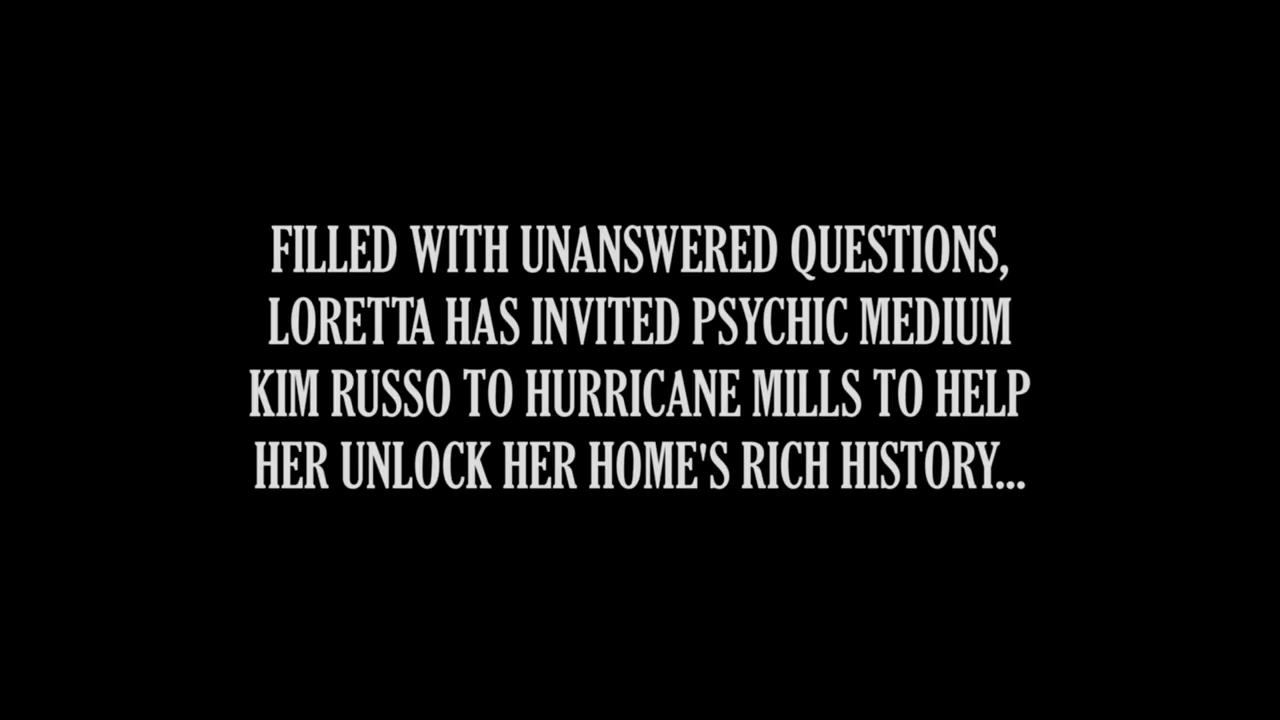 FILLED WITH UNANSWERED QUESTIONS,
LORETTA HAS INVITED PSYCHIC MEDIUM
KIM RUSSO TO HURRICANE MILLS TO HELP
HER UNLOCK HER HOME'S RICH HISTORY...